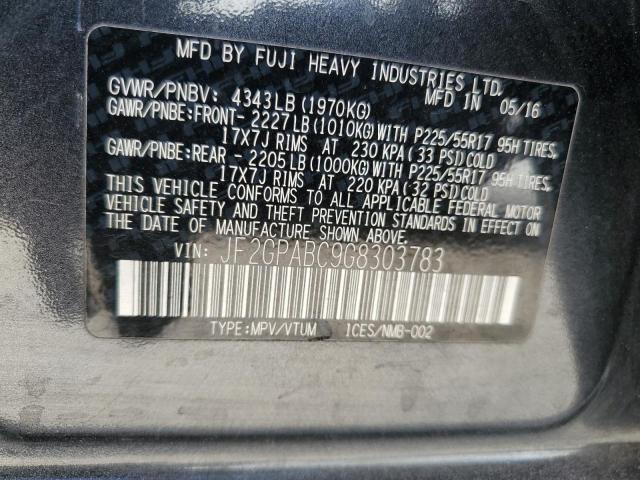 MFD BY FUJI HEAVY INDUSTRIES LTD.
GVWR/PNBV: 4343LB(1970KG) MFD IN 05/16
GAWR/PNBE:FRONT- 2227LB(1010KG)WITH P225/55R17 95H TIRES,
17X7J RIMS AT 230 KPA(33 PSI)COLD
GAWR/PNBE:REAR - 2205LB(1000KG)WITH P225/55R17 95H TIRES,
17X7J RIMS AT 220 KPA(32 PSI)COLD
THIS VEHICLE CONFORMS TO ALL APPLICABLE FEDERAL MOTOR
VEHICLE SAFETY AND THEFT PREVENTION STANDARDS IN EFFECT ON
THE DATE OF MANUFACTURE SHOWN ABOVE.
VIN: JF2GPABC9G8303783
TYPE:MPV/VTUM ICES/NMB-002